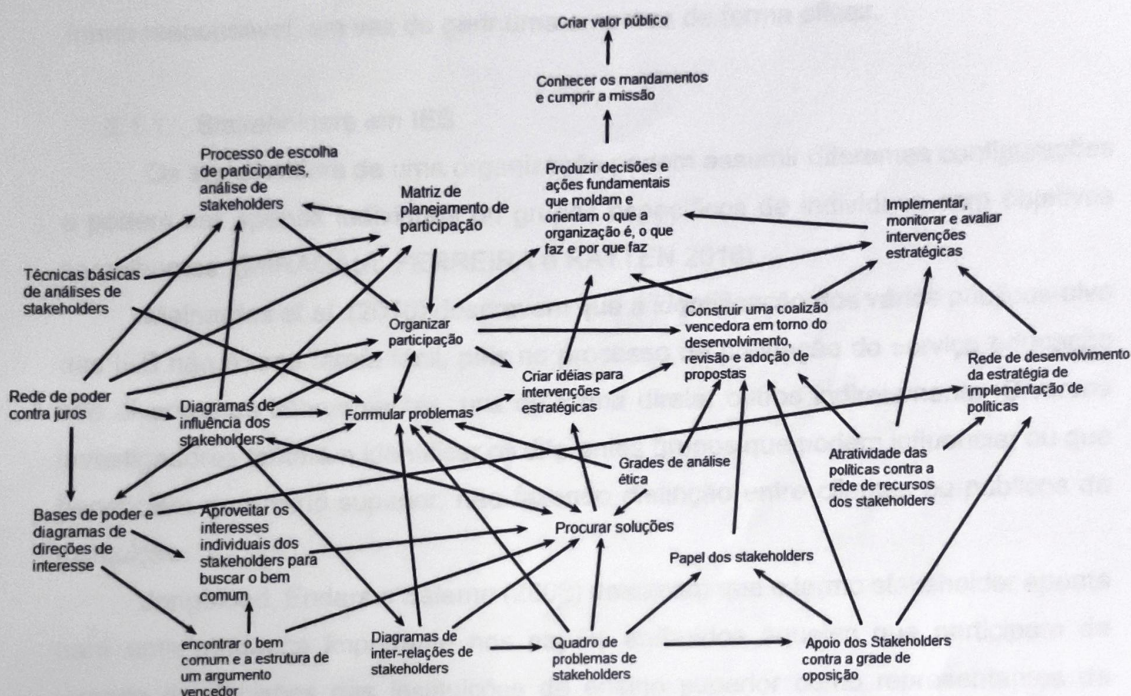 Criar valor público
Conhecer os mandamentos
e cumprir a missão
Processo de escolha
de participantes,
análise de
stakeholders
Matriz de
planejamento de
participação
Produzir decisões e
ações fundamentais
que moldam e
orientam o que a
organização é, o que
faz e por que faz
Implementar,
monitorar e avaliar
intervenções
estratégicas
Técnicas básicas
de análises de
stakeholders
Organizar
participação
Construir uma coalizão
vencedora em torno do
desenvolvimento,
revisão e adoção de
propostas
Rede de desenvolvimento
da estratégia de
implementação de
políticas
Criar idéias para
intervenções
estratégicas
Rede de poder
contra juros
Diagramas de
influência dos
stakeholders
Formular problemas
Grades de análise
ética
Atratividade das
políticas contra a
rede de recursos
dos stakeholders
Bases de poder e
diagramas de
direções de
interesse
Aproveitar os
interesses
individuais dos
stakeholders para
buscar o bem
comum
Procurar soluções
Papel dos stakeholders
encontrar o bem
comum e a estrutura de
um argumento
vencedor
Diagramas de
inter-relações de
stakeholders
Quadro de
problemas de
stakeholders
Apoio dos Stakeholders
contra a grade de
oposição